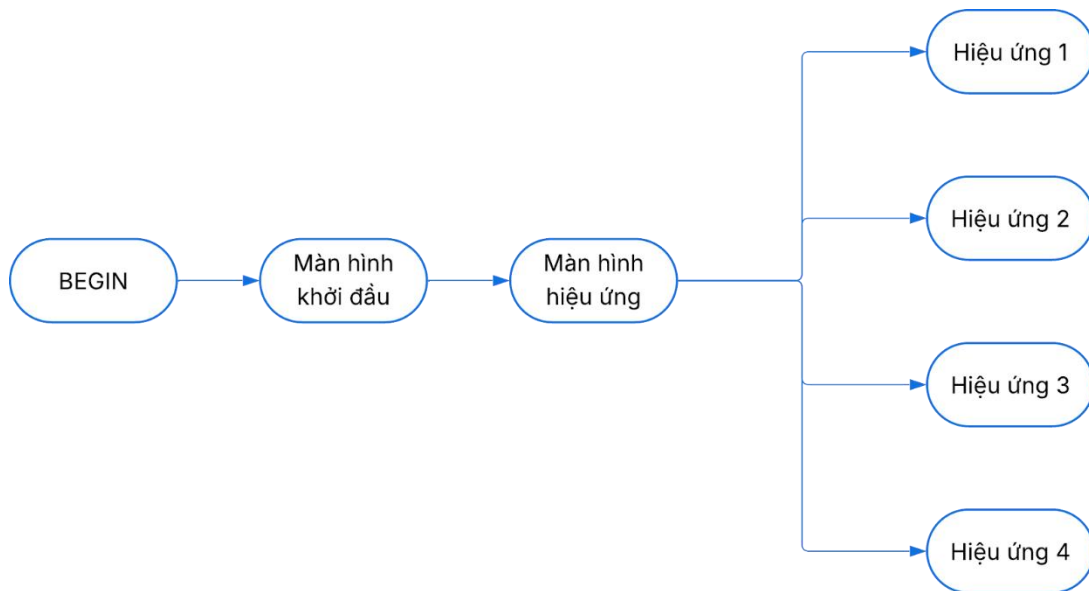 BEGIN
Màn hình
khởi đầu
Màn hình
hiệu ứng
Hiệu ứng 1
Hiệu ứng 2
Hiệu ứng 3
Hiệu ứng 4